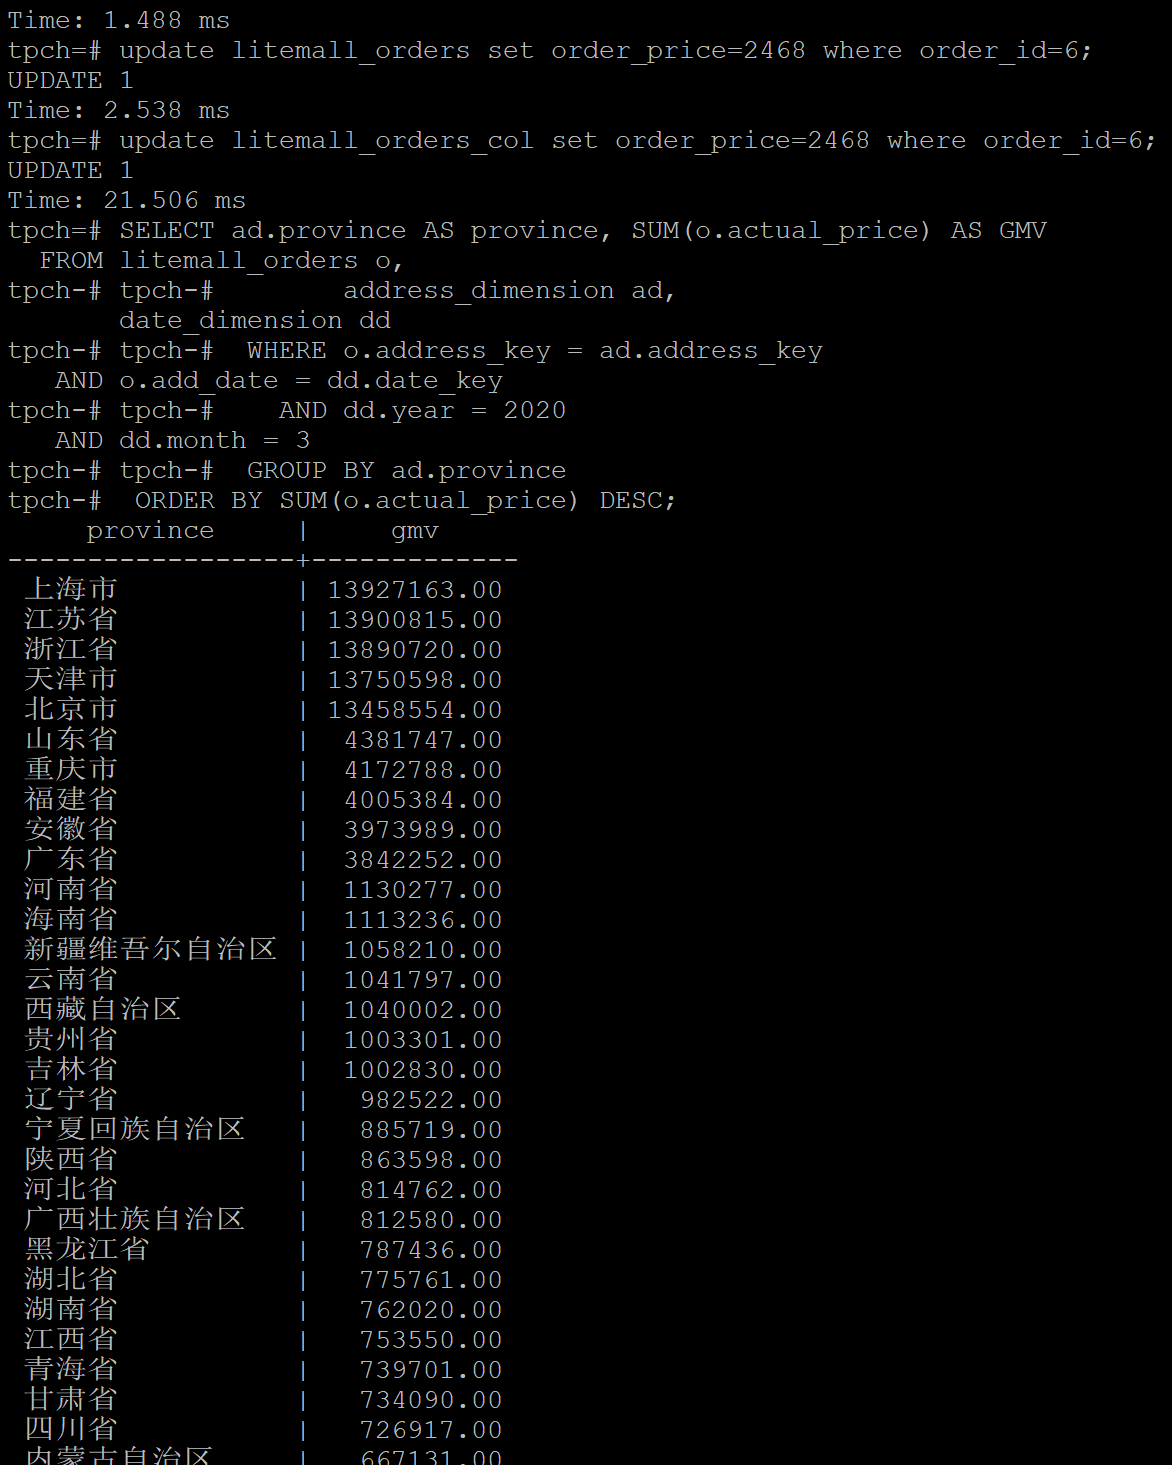 Time: 1.488 ms
tpch=# update litemall_orders set order_price=2468 where order_id=6;
UPDATE 1
Time: 2.538 ms
tpch=# update litemall_orders_col set order_price=2468 where order_id=6;
UPDATE 1
Time: 21.506 ms
tpch=# SELECT ad.province AS province, SUM(o.actual_price) AS GMV
  FROM litemall_orders o,
tpch-# tpch-#        address_dimension ad,
       date_dimension dd
tpch-# tpch-#  WHERE o.address_key = ad.address_key
   AND o.add_date = dd.date_key
tpch-# tpch-#    AND dd.year = 2020
   AND dd.month = 3
tpch-# tpch-#  GROUP BY ad.province
tpch-#  ORDER BY SUM(o.actual_price) DESC;
     province     |     gmv
------------------+-------------
 上海市           | 13927163.00
 江苏省           | 13900815.00
 浙江省           | 13890720.00
 天津市           | 13750598.00
 北京市           | 13458554.00
 山东省           |  4381747.00
 重庆市           |  4172788.00
 福建省           |  4005384.00
 安徽省           |  3973989.00
 广东省           |  3842252.00
 河南省           |  1130277.00
 海南省           |  1113236.00
 新疆维吾尔自治区 |  1058210.00
 云南省           |  1041797.00
 西藏自治区       |  1040002.00
 贵州省           |  1003301.00
 吉林省           |  1002830.00
 辽宁省           |   982522.00
 宁夏回族自治区   |   885719.00
 陕西省           |   863598.00
 河北省           |   814762.00
 广西壮族自治区   |   812580.00
 黑龙江省         |   787436.00
 湖北省           |   775761.00
 湖南省           |   762020.00
 江西省           |   753550.00
 青海省           |   739701.00
 甘肃省           |   734090.00
 四川省           |   726917.00
 内蒙古自治区     |   667131.00